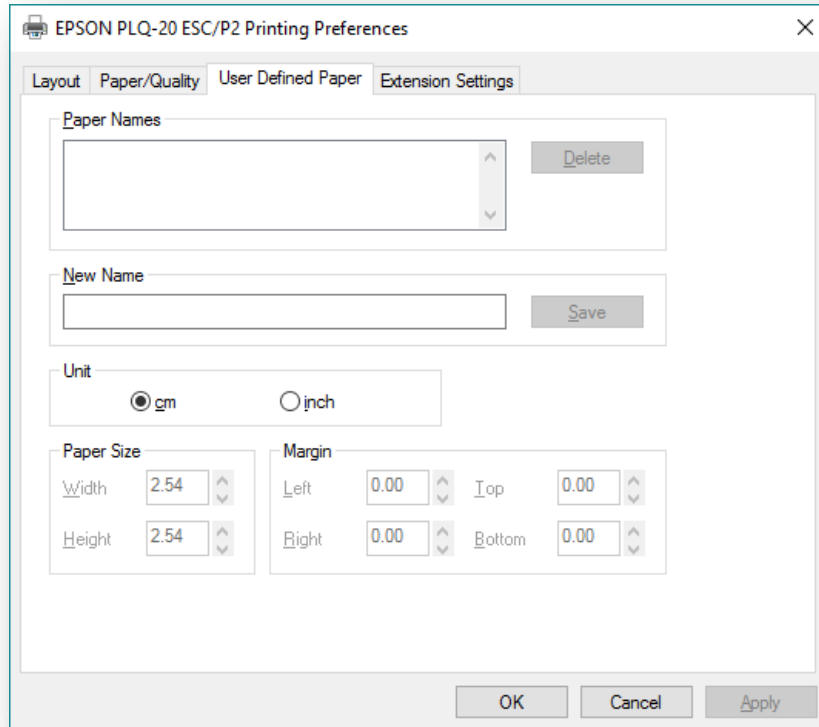 EPSON PLQ-20 ESC/P2 Printing Preferences
Layout Paper/Quality User Defined Paper Extension Settings
Paper Names
Delete
New Name
Save
Unit
cm inch
Paper Size Margin
Width 2.54 Left 0.00 Top 0.00
Height 2.54 Right 0.00 Bottom 0.00
OK Cancel Apply